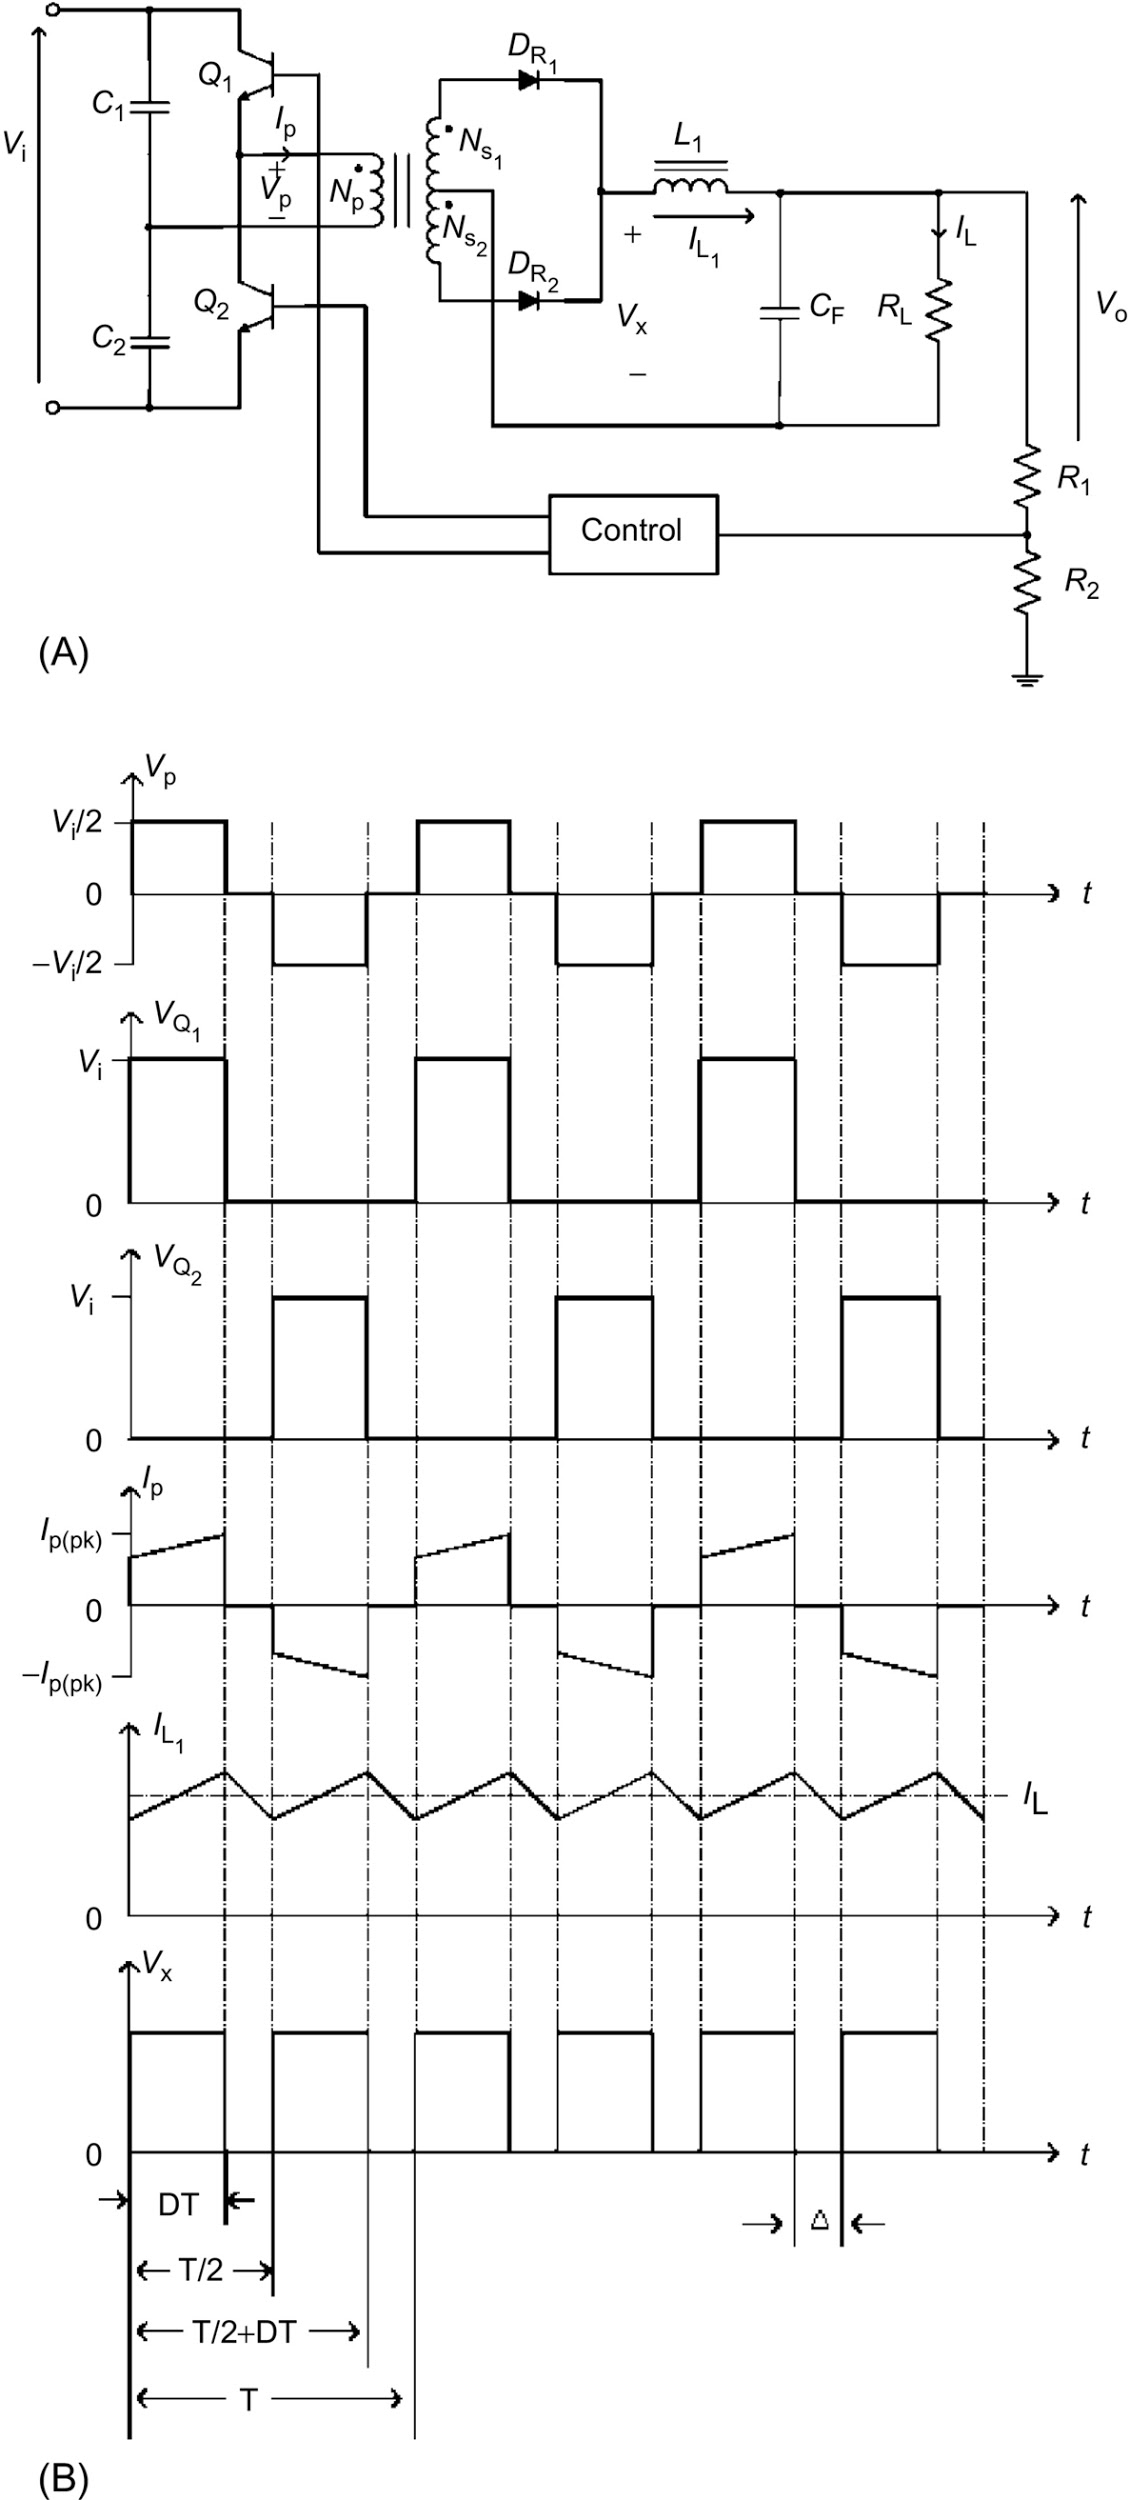 DR1
Q1
C1
Ip
Vi
+
Vp
−
Np
Ns1
Ns2
L1
IL1
IL
DR2
Q2
C2
+
Vx
−
CF
RL
Vo
Control
R1
R2
(A)
Vp
Vi/2
0
t
−Vi/2
VQ1
Vi
0
t
VQ2
Vi
0
t
Ip
Ip(pk)
0
t
−Ip(pk)
IL1
IL
0
t
Vx
0
t
DT
Δ
T/2
T/2+DT
T
(B)